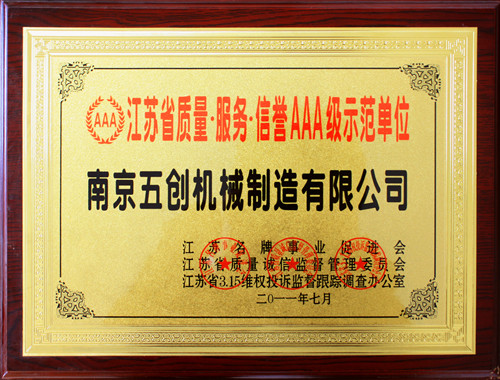 AAA 江苏省质量·服务·信誉AAA级示范单位
南京五创机械制造有限公司
江苏名牌事业促进会
江苏省质量诚信监督管理委员会
江苏省3.15维权投诉监督跟踪调查办公室
二〇一一年七月